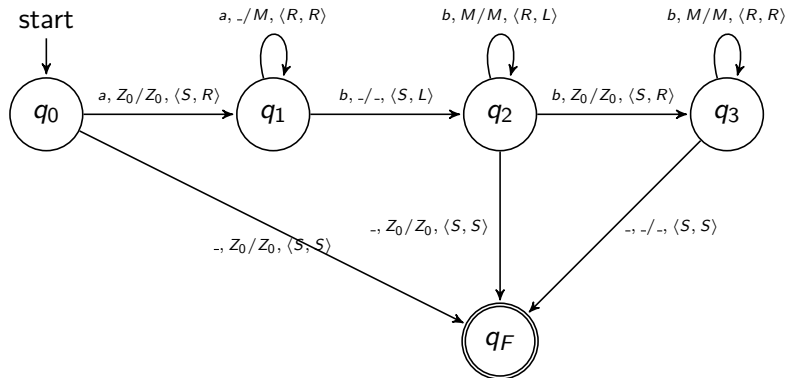 start
a, _/M, ⟨R, R⟩
b, M/M, ⟨R, L⟩
b, M/M, ⟨R, R⟩
q0
a, Z0/Z0, ⟨S, R⟩
q1
b, _/_, ⟨S, L⟩
q2
b, Z0/Z0, ⟨S, R⟩
q3
_, Z0/Z0, ⟨S, S⟩
_, Z0/Z0, ⟨S, S⟩
_, _/_, ⟨S, S⟩
qF